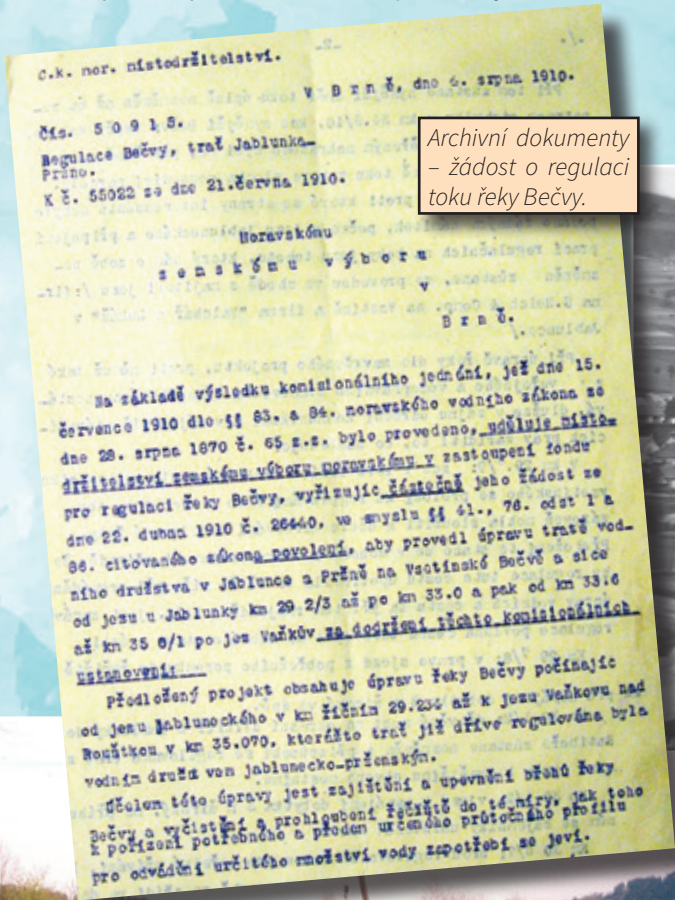 C.k. mor. místodržitelství.
V Brně, dne 6. srpna 1910.
Čís. 50918.
Regulace Bečvy, trať Jablunka-
Pržno.
K č. 55022 ze dne 21.června 1910.
Moravskému
zemskému výboru
v
Brně.
Archivní dokumenty
– žádost o regulaci
toku řeky Bečvy.
Na základě výsledku komisionálního jednání, jež dne 15.
července 1910 dle §§ 83. a 84. moravského vodního zákona ze
dne 28. srpna 1870 č. 65 z.z. bylo provedeno, uděluje místo-
držitelství zemskému výboru moravskému v zastoupení fondu
pro regulaci řeky Bečvy, vyřizujíc částečně jeho žádost ze
dne 22. dubna 1910 č. 26440, ve smyslu §§ 41., 76. odst 1 a
86. citovaného zákona povolení, aby provedl úpravu tratě vod-
ního družstva v Jablunce a Pržně na Vsetínské Bečvě a sice
od jezu u Jablunky km 29 2/3 až po km 33.0 a pak od km 33.6
až km 35 0/1 po jez Vaňkův za dodržení těchto komisionálních
ustanovení:
Předložený projekt obsahuje úpravu řeky Bečvy počínajíc
od jezu Jabluneckého v km říčním 29.234 až k jezu Vaňkovu nad
Rouštkou v km 35.070. kterážto trať již dříve regulována byla
vodním družstvem jablunecko-prženským.
Účelem této úpravy jest zajištění a upevnění břehů řeky
Bečvy a vyčistění a prohloubení řečiště do té míry, jak toho
k pořízení potřebného a předem určeného průtočného profilu
pro odvádění určitého množství vody zapotřebí se jeví.